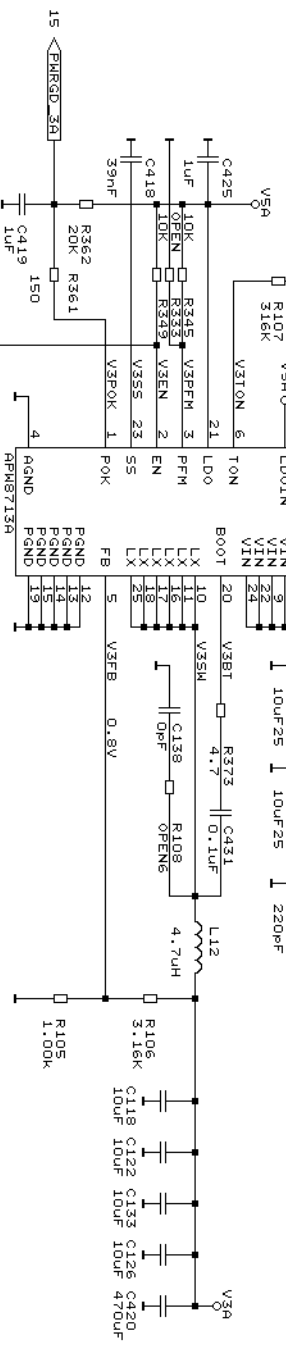 15
PWRGD_3A
V5A
C425
1uF
C418
39nF
10K
OPEN
10K
R345
R333
R349
R362
20K
C419
1uF
R361
150
R107
316K
V3TON
V3PFM
V3EN
V3SS
V3POK
6
21
3
2
23
1
4
TON
LDO
PFM
EN
SS
POK
AGND
APW8713A
LDOIN
VIN
VIN
VIN
VIN
9
22
24
BOOT
20
LX
LX
LX
LX
LX
LX
10
11
16
17
18
25
FB
5
PGND
PGND
PGND
PGND
PGND
12
13
14
15
19
V3BT
V3SW
V3FB
0.8V
10uF25
10uF25
220pF
R373
4.7
C431
0.1uF
C138
0pF
R108
OPEN6
L12
4.7uH
R106
3.16K
R105
1.00K
C118
10uF
C122
10uF
C133
10uF
C126
10uF
C420
470uF
V3A